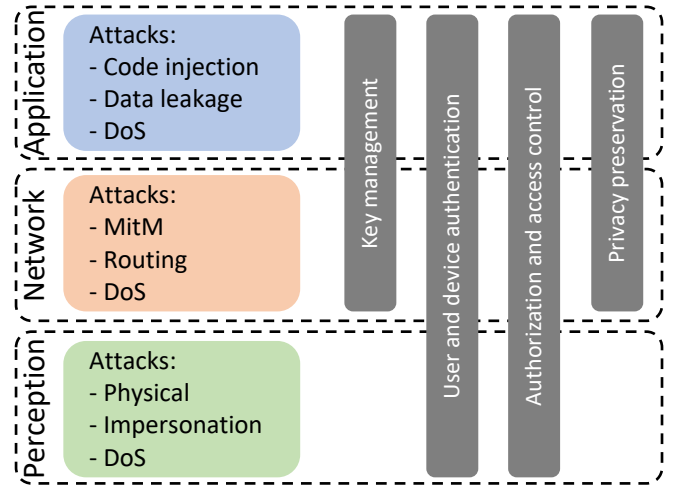 Application
Attacks:
- Code injection
- Data leakage
- DoS
Network
Attacks:
- MitM
- Routing
- DoS
Perception
Attacks:
- Physical
- Impersonation
- DoS
Key management
User and device authentication
Authorization and access control
Privacy preservation